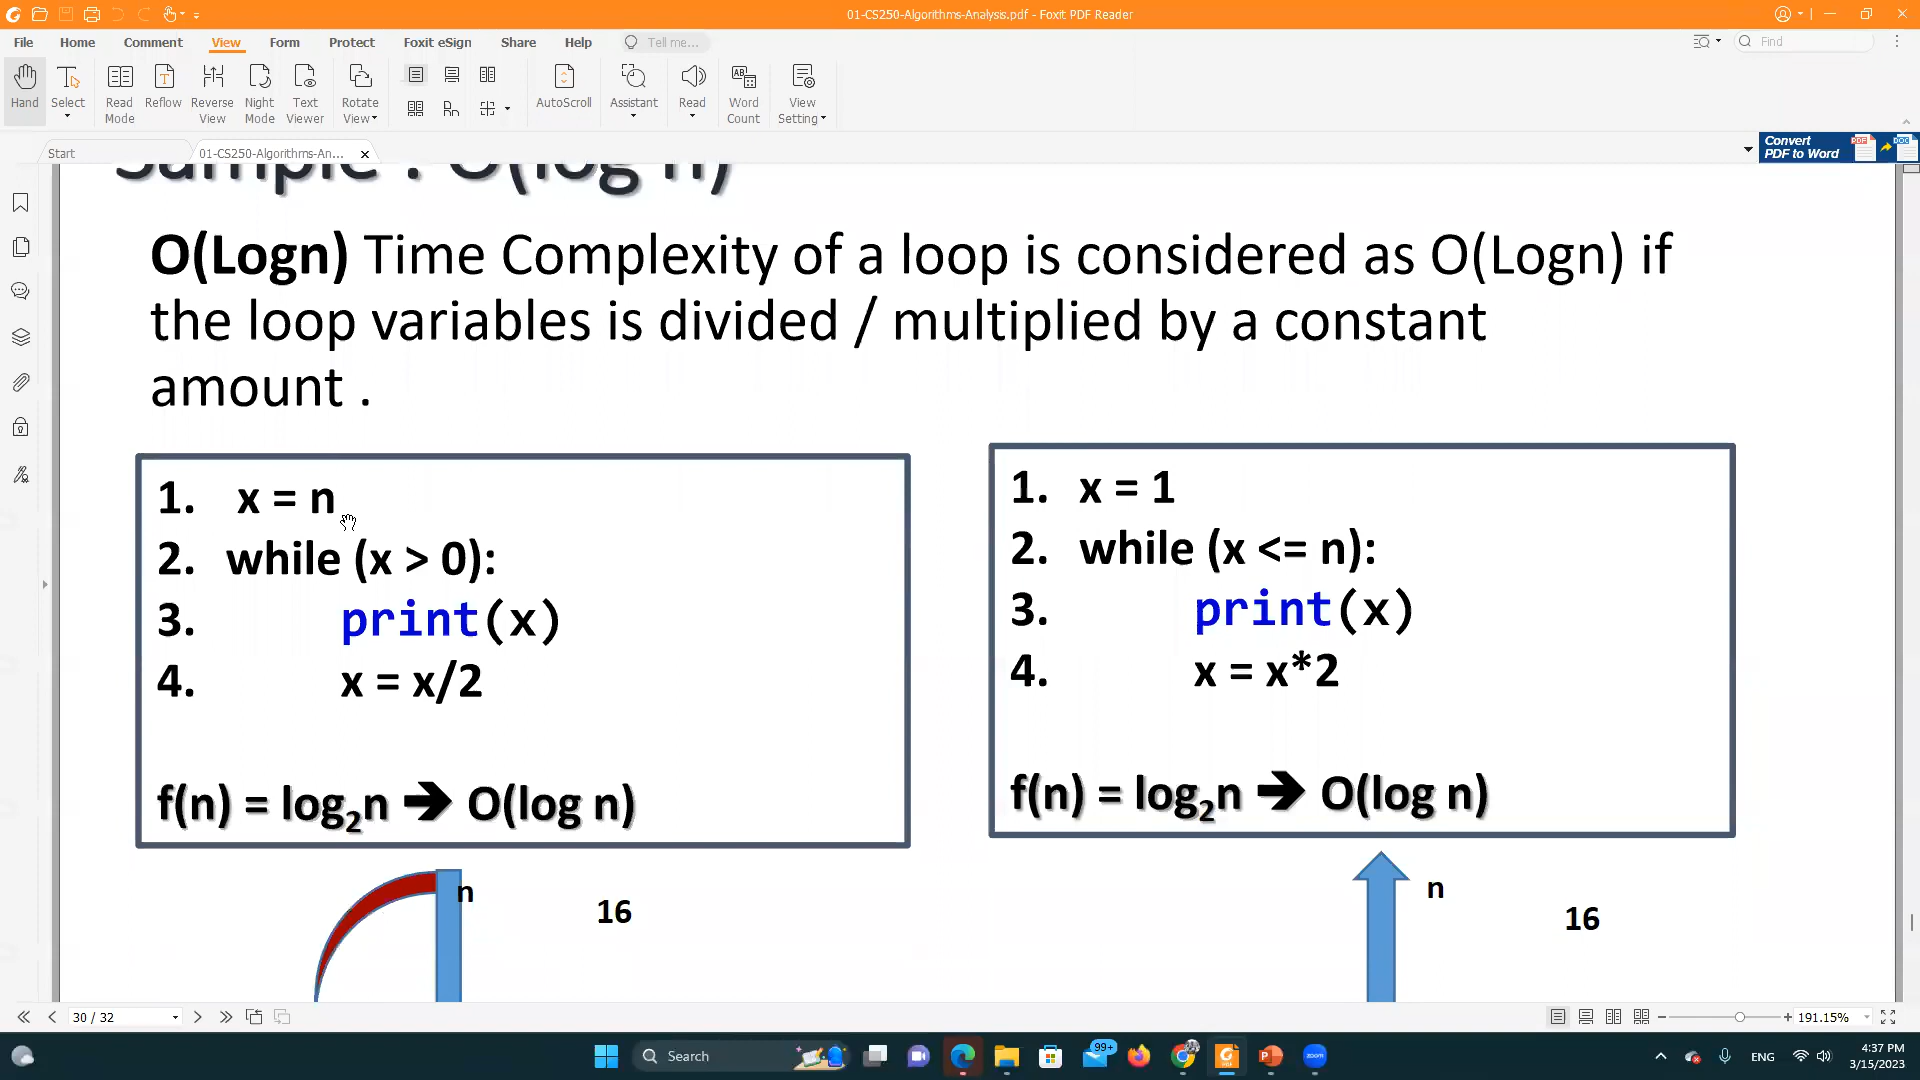 01-CS250-Algorithms-Analysis.pdf - Foxit PDF Reader
File Home Comment View Form Protect Foxit eSign Share Help Tell me... Find
Hand Select Read Mode Reflow Reverse View Night Mode Text Viewer Rotate View AutoScroll Assistant Read Word Count View Setting
Start 01-CS250-Algorithms-An... Convert PDF to Word
Sample : O(log n)
O(Logn) Time Complexity of a loop is considered as O(Logn) if
the loop variables is divided / multiplied by a constant
amount .
1. x = n
2. while (x > 0):
3. print(x)
4. x = x/2
f(n) = log2n ➔ O(log n)
1. x = 1
2. while (x <= n):
3. print(x)
4. x = x*2
f(n) = log2n ➔ O(log n)
n 16
n 16
30 / 32 191.15%
Search 99+ zoom ENG 4:37 PM
3/15/2023